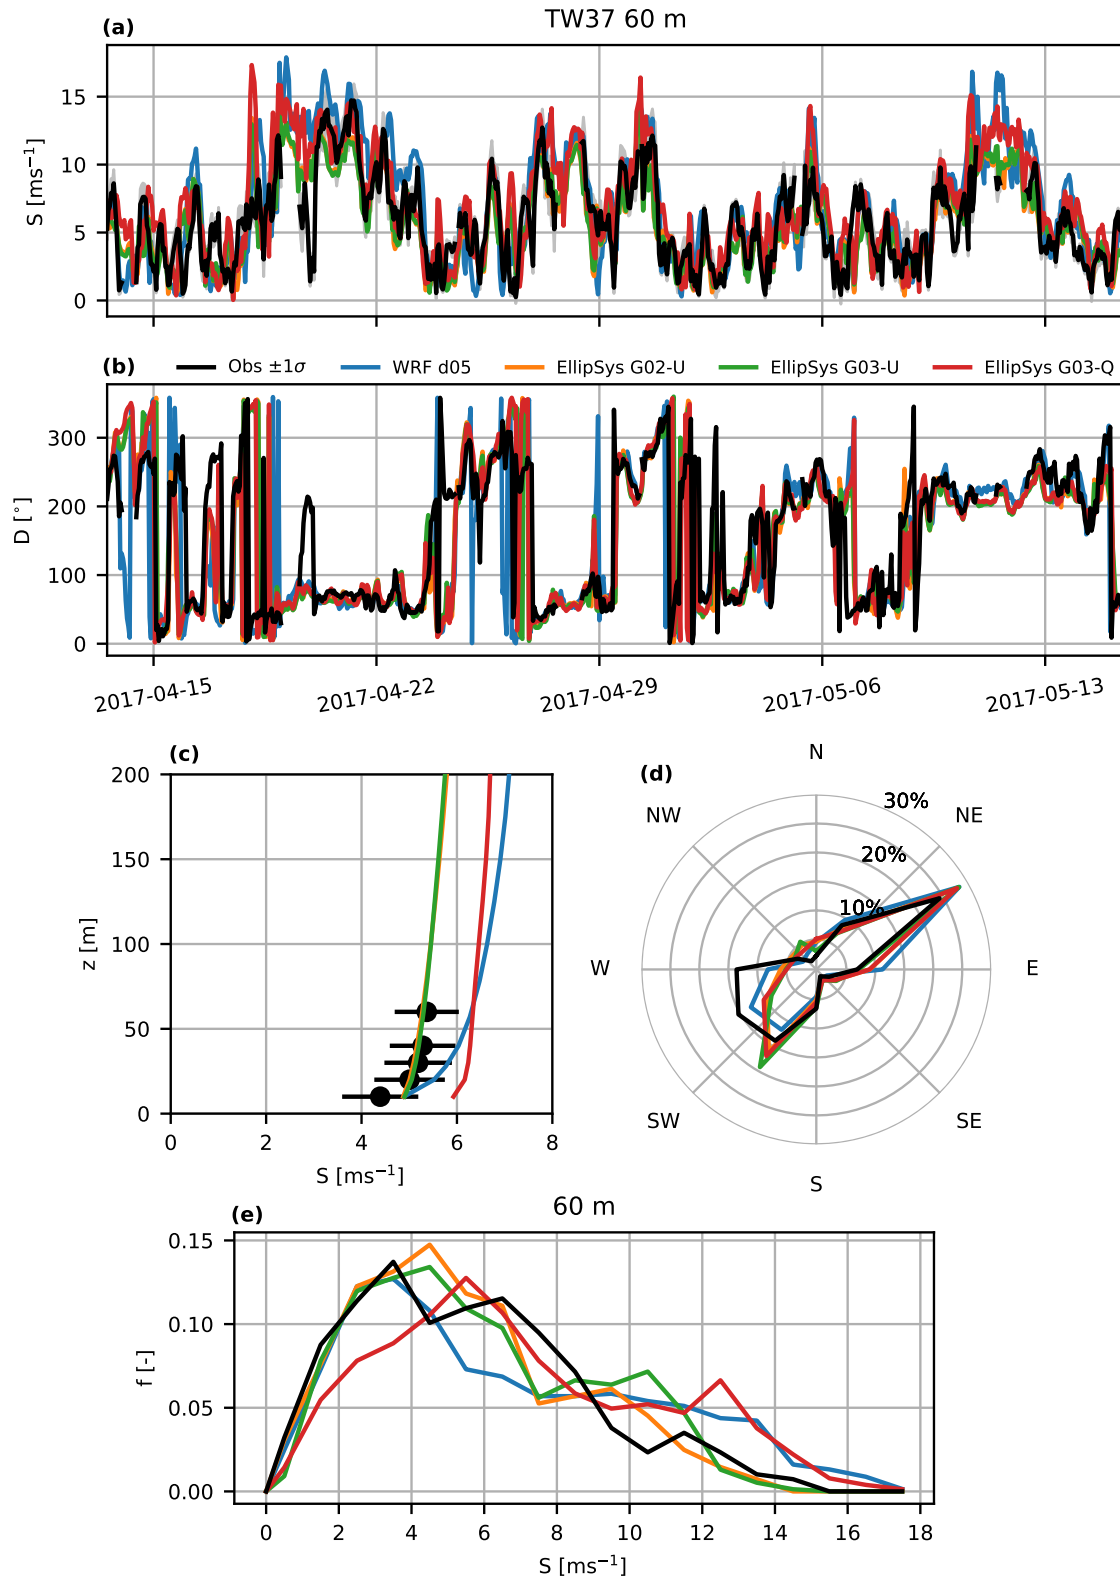 TW37 60 m
(a)
S [ms⁻¹]
15
10
5
0
(b)
Obs ±1σ
WRF d05
EllipSys G02-U
EllipSys G03-U
EllipSys G03-Q
D [°]
300
200
100
0
2017-04-15
2017-04-22
2017-04-29
2017-05-06
2017-05-13
(c)
z [m]
200
150
100
50
0
0 2 4 6 8
S [ms⁻¹]
(d)
N
NW
NE
30%
20%
10%
W
E
SW
SE
S
60 m
(e)
f [-]
0.15
0.10
0.05
0.00
0 2 4 6 8 10 12 14 16 18
S [ms⁻¹]